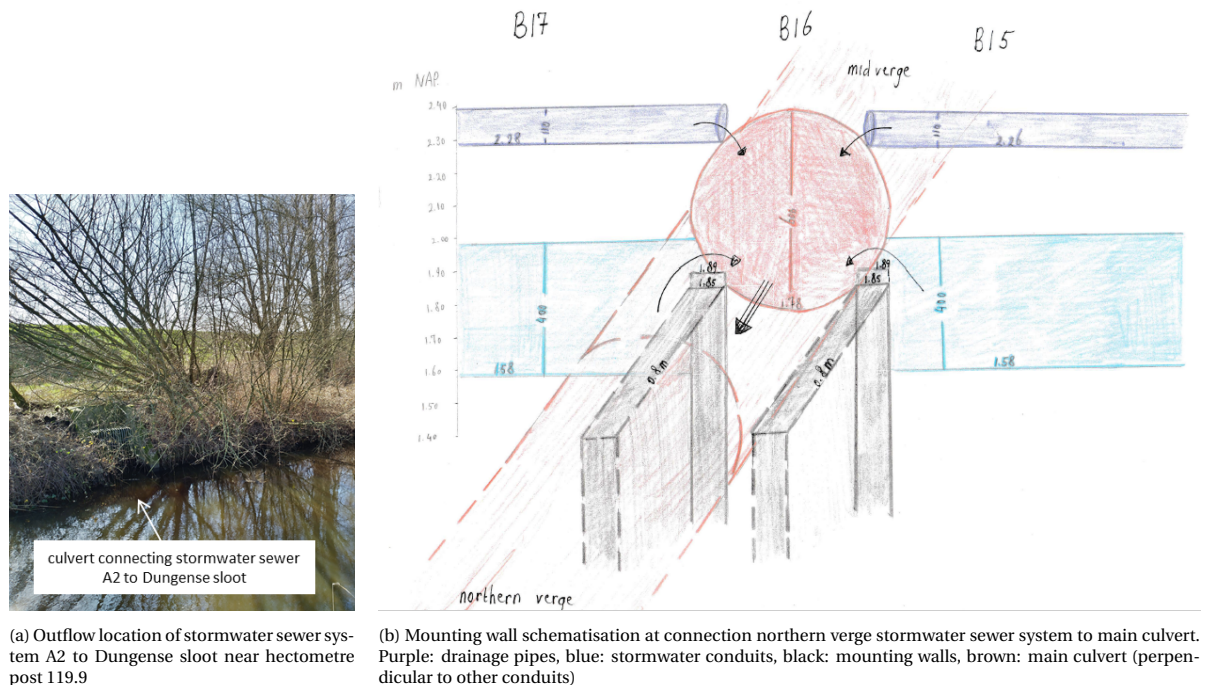 B17
B16
B15
mid verge
m NAP
2.40
2.30
2.20
2.10
2.00
1.90
1.80
1.70
1.60
1.50
1.40
2.28
110
110
2.26
600
1.78
1.89
1.85
1.89
1.85
400
400
158
1.58
0.8m
0.8m
northern verge
culvert connecting stormwater sewer
A2 to Dungense sloot
(a) Outflow location of stormwater sewer sys-
tem A2 to Dungense sloot near hectometre
post 119.9
(b) Mounting wall schematisation at connection northern verge stormwater sewer system to main culvert.
Purple: drainage pipes, blue: stormwater conduits, black: mounting walls, brown: main culvert (perpen-
dicular to other conduits)